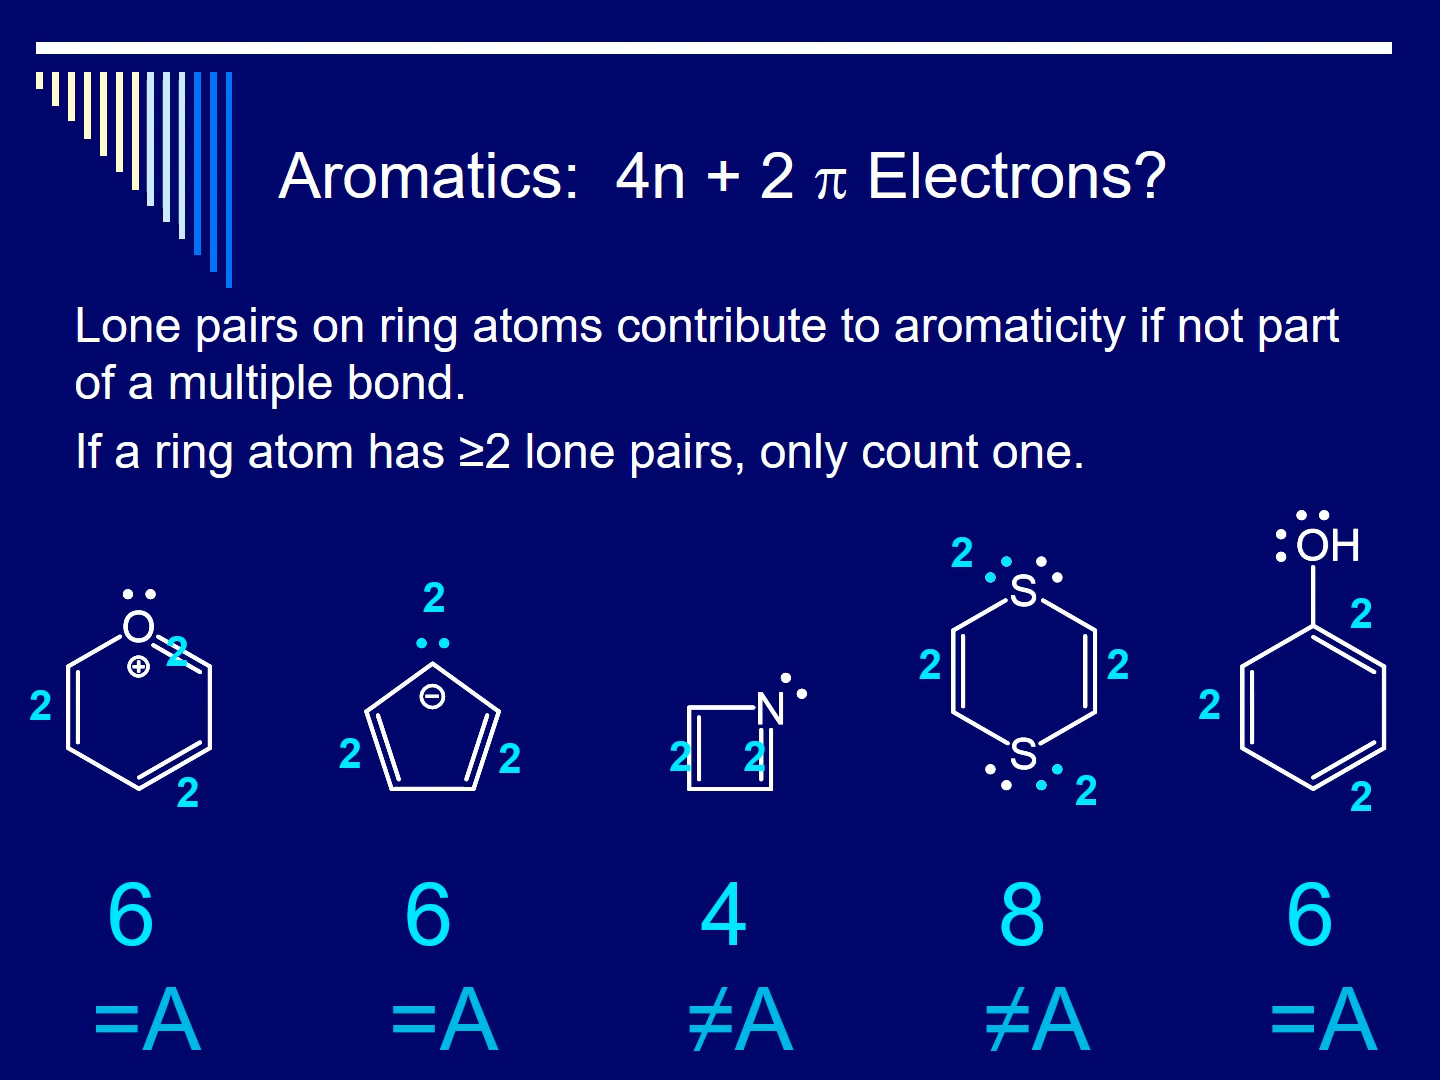 Aromatics: 4n + 2 π Electrons?
Lone pairs on ring atoms contribute to aromaticity if not part
of a multiple bond.
If a ring atom has ≥2 lone pairs, only count one.
O
⊕
2
2
2
2
⊖
2
2
N
2
2
2
S
2
2
S
2
OH
2
2
2
6
6
4
8
6
=A
=A
≠A
≠A
=A